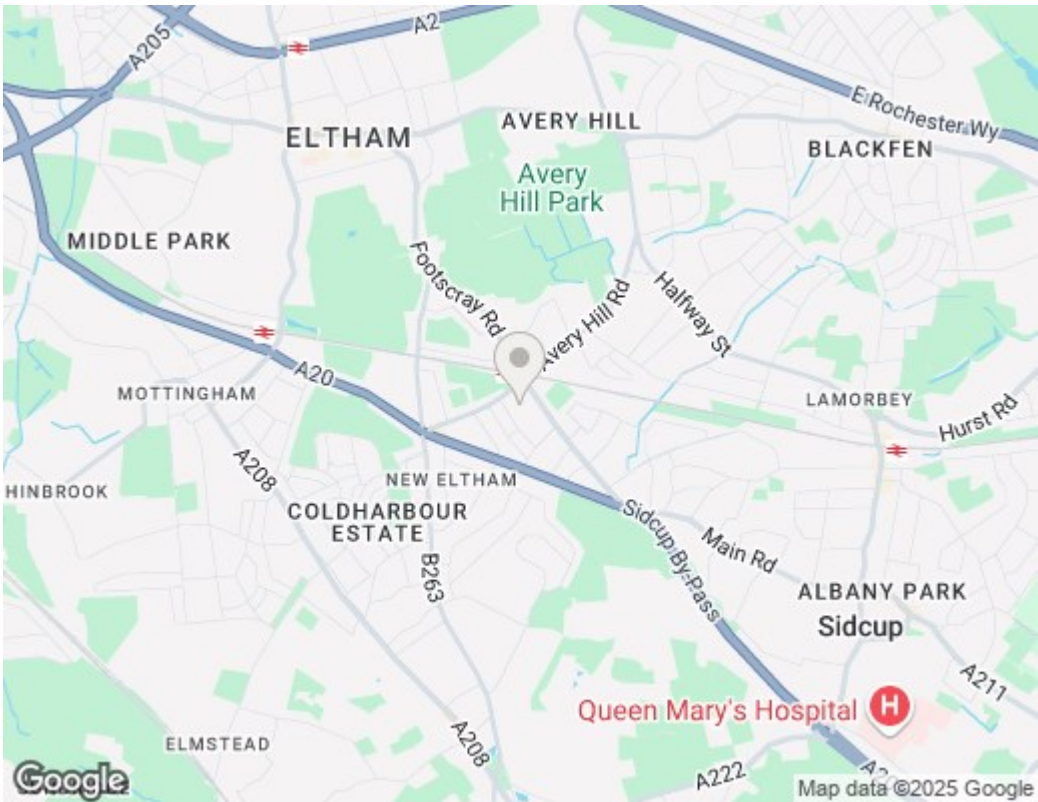 A205
A2
ELTHAM
AVERY HILL
E Rochester Wy
BLACKFEN
Avery
Hill Park
MIDDLE PARK
Footscray Rd
Avery Hill Rd
Halfway St
A20
MOTTINGHAM
LAMORBEY
Hurst Rd
A208
NEW ELTHAM
HINBROOK
COLDHARBOUR
ESTATE
Sidcup By-Pass
Main Rd
B263
ALBANY PARK
Sidcup
A211
Queen Mary's Hospital
H
ELMSTEAD
A208
A222
Google
Map data ©2025 Google